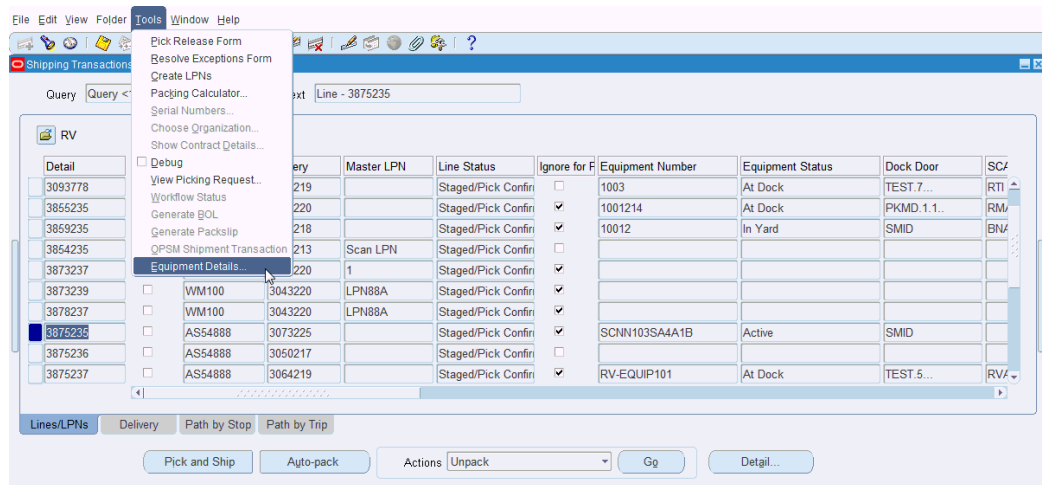 File Edit View Folder Tools Window Help
Pick Release Form
Resolve Exceptions Form
Create LPNs
Packing Calculator...
Serial Numbers...
Choose Organization...
Show Contract Details...
Debug
View Picking Request...
Workflow Status
Generate BOL
Generate Packslip
OPSM Shipment Transaction
Equipment Details...
Shipping Transactions
Query Query < ext Line - 3875235
RV
Detail ery Master LPN Line Status Ignore for F Equipment Number Equipment Status Dock Door SCA
3093778 219 Staged/Pick Confir 1003 At Dock TEST.7... RTI
3855235 220 Staged/Pick Confir 1001214 At Dock PKMD.1.1.. RM
3859235 218 Staged/Pick Confir 10012 In Yard SMID BNA
3854235 213 Scan LPN Staged/Pick Confir
3873237 220 1 Staged/Pick Confir
3873239 WM100 3043220 LPN88A Staged/Pick Confir
3878237 WM100 3043220 LPN88A Staged/Pick Confir
3875235 AS54888 3073225 Staged/Pick Confir SCNN103SA4A1B Active SMID
3875236 AS54888 3050217 Staged/Pick Confir
3875237 AS54888 3064219 Staged/Pick Confir RV-EQUIP101 At Dock TEST.5... RV
Lines/LPNs Delivery Path by Stop Path by Trip
Pick and Ship Auto-pack Actions Unpack Go Detail...